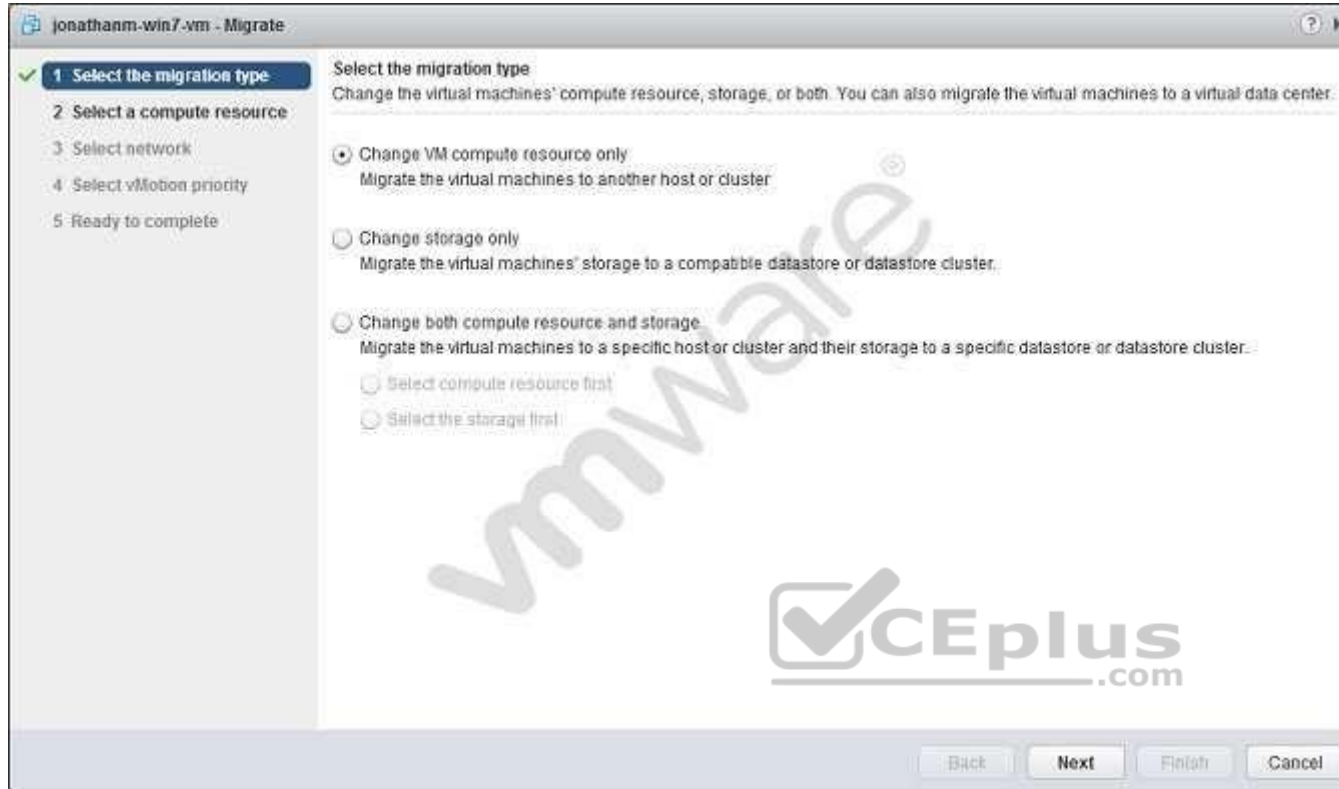 jonathanm-win7-vm - Migrate
?
1 Select the migration type
2 Select a compute resource
3 Select network
4 Select vMotion priority
5 Ready to complete
Select the migration type
Change the virtual machines' compute resource, storage, or both. You can also migrate the virtual machines to a virtual data center.
Change VM compute resource only
Migrate the virtual machines to another host or cluster
Change storage only
Migrate the virtual machines' storage to a compatible datastore or datastore cluster.
Change both compute resource and storage
Migrate the virtual machines to a specific host or cluster and their storage to a specific datastore or datastore cluster.
Select compute resource first
Select the storage first
vmware®
CEplus
.com
Back Next Finish Cancel